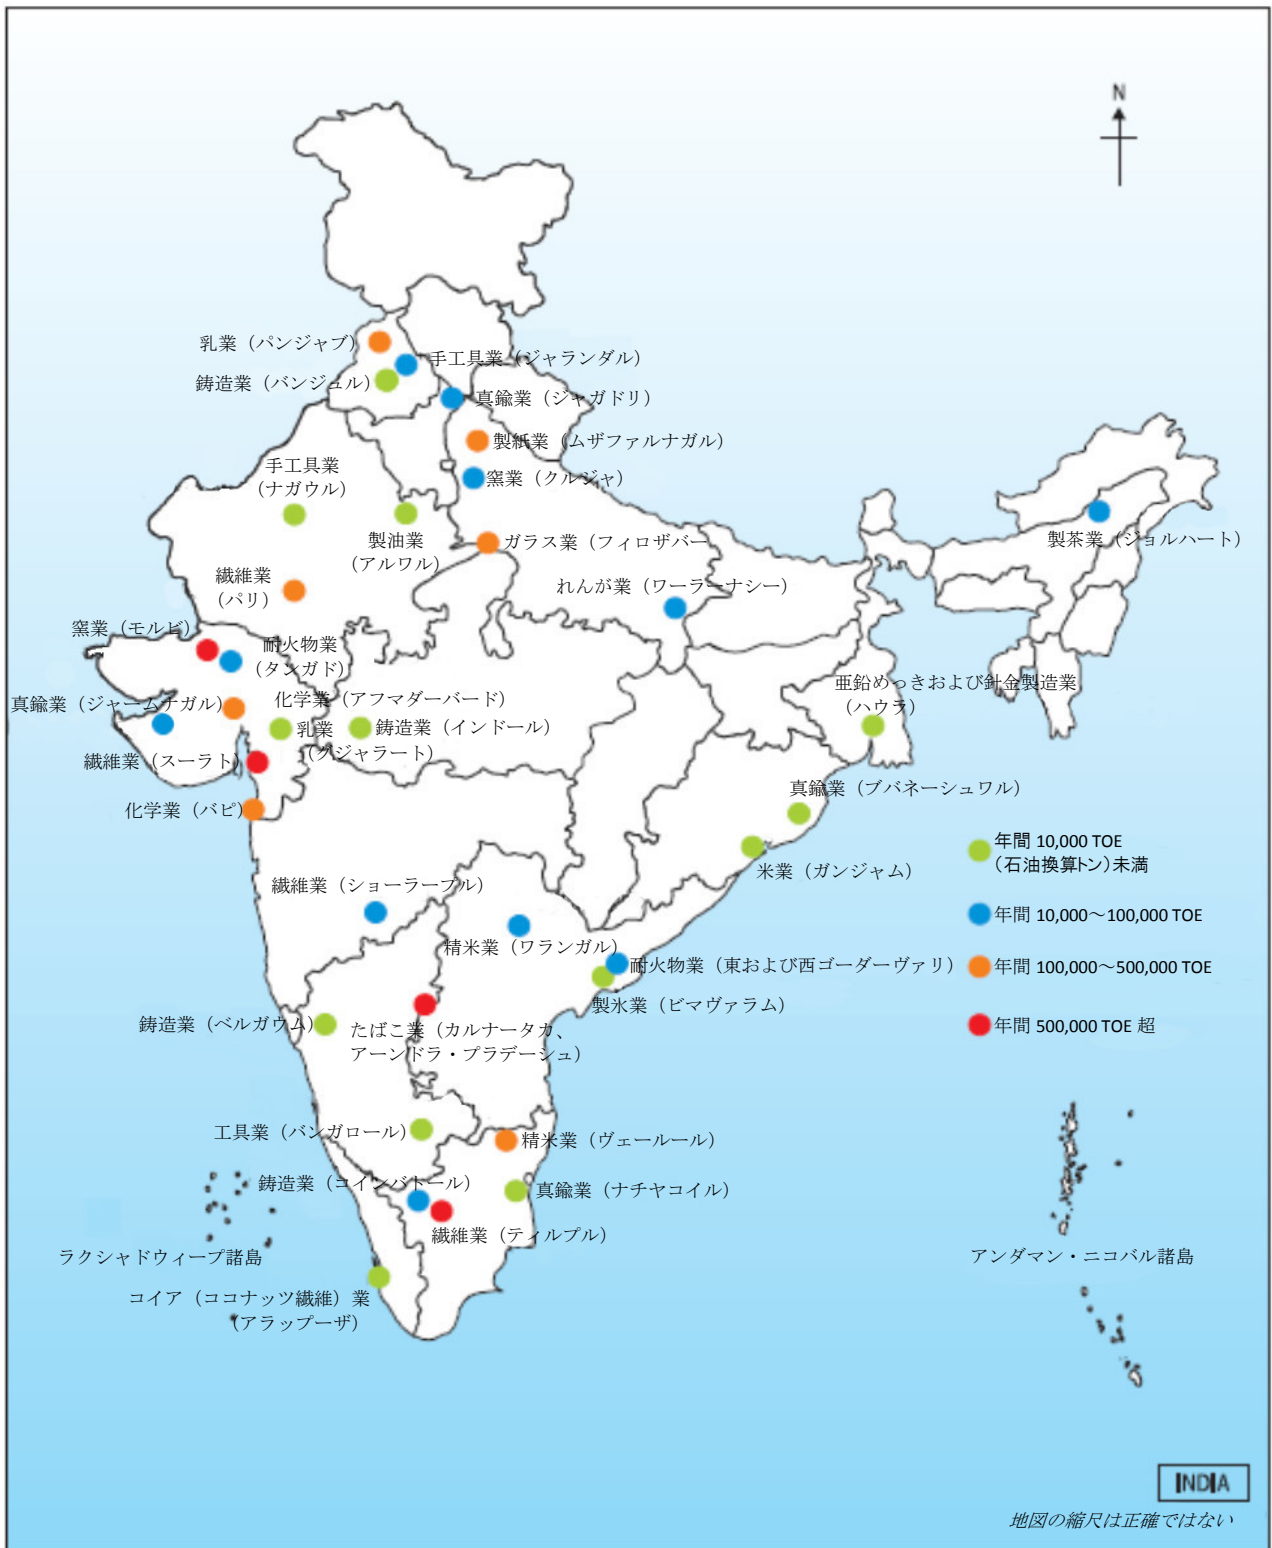 N
乳業（パンジャブ）
手工具業（ジャランダル）
鋳造業（バンジュル）
真鍮業（ジャガドリ）
製紙業（ムザファルナガル）
手工具業
（ナガウル）
窯業（クルジャ）
製油業
（アルワル）
ガラス業（フィロザバー
製茶業（ジョルハート）
繊維業
（パリ）
れんが業（ワーラーナシー）
窯業（モルビ）
耐火物業
（タンガド）
亜鉛めっきおよび針金製造業
（ハウラ）
化学業（アフマダーバード）
真鍮業（ジャームナガル）
乳業
（グジャラート）
鋳造業（インドール）
繊維業（スーラト）
真鍮業（ブバネーシュワル）
化学業（バピ）
米業（ガンジャム）
年間 10,000 TOE
（石油換算トン）未満
年間 10,000～100,000 TOE
年間 100,000～500,000 TOE
年間 500,000 TOE 超
繊維業（ショーラープル）
精米業（ワランガル）
耐火物業（東および西ゴーダーヴァリ）
製氷業（ビマヴァラム）
鋳造業（ベルガウム）
たばこ業（カルナータカ、
アーンドラ・プラデーシュ）
工具業（バンガロール）
精米業（ヴェールール）
鋳造業（コインバトール）
真鍮業（ナチヤコイル）
繊維業（ティルプル）
ラクシャドウィープ諸島
アンダマン・ニコバル諸島
コイア（ココナッツ繊維）業
（アラップーザ）
INDIA
地図の縮尺は正確ではない